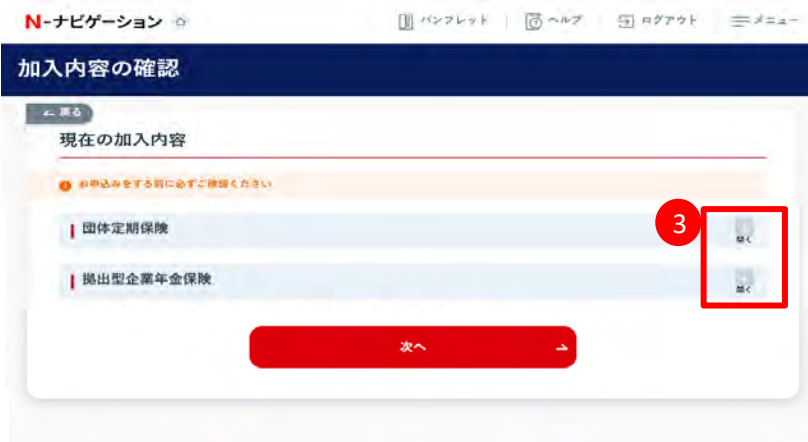 N-ナビゲーション
パンフレット
ヘルプ
ログアウト
メニュー
加入内容の確認
戻る
現在の加入内容
お申込みをする前に必ずご確認ください
団体定期保険
3
開く
拠出型企業年金保険
開く
次へ